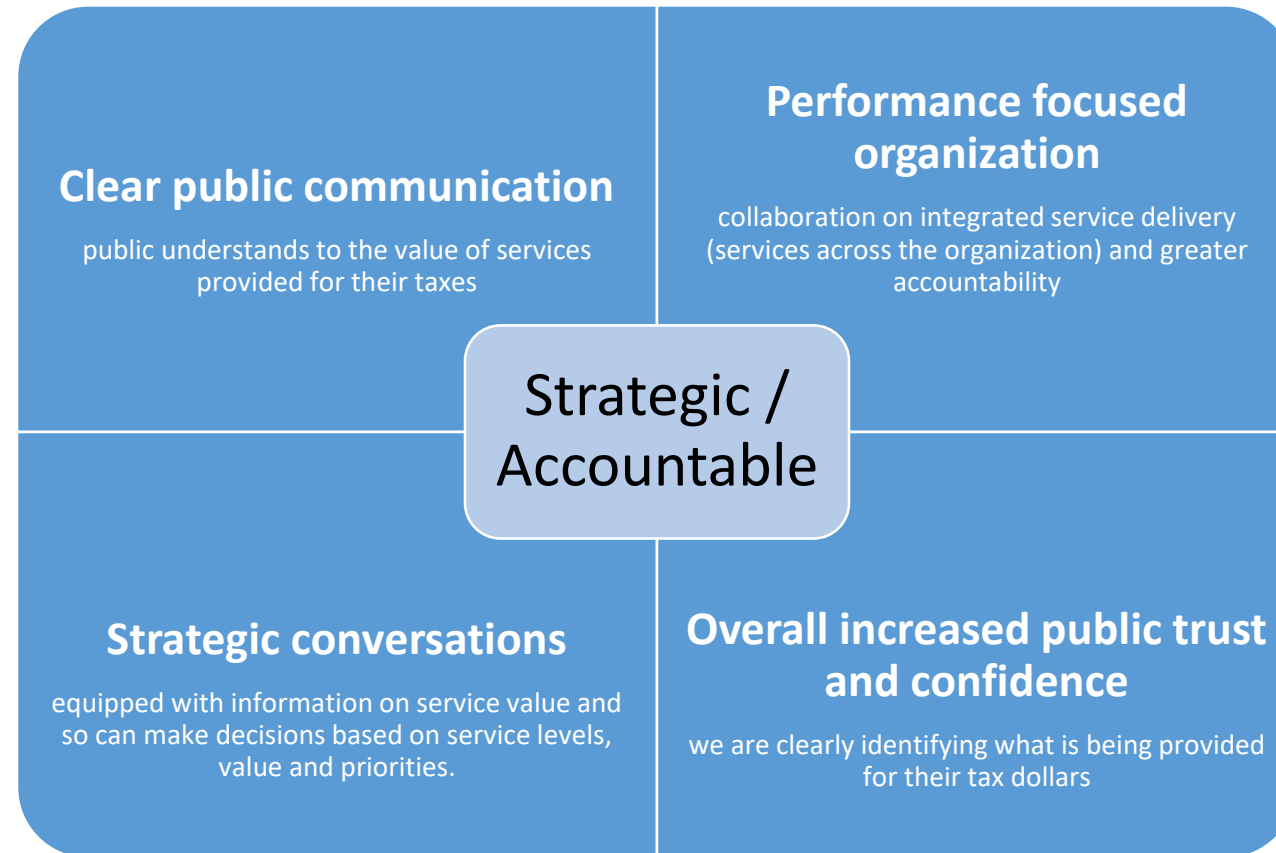 Clear public communication
public understands to the value of services
provided for their taxes
Performance focused
organization
collaboration on integrated service delivery
(services across the organization) and greater
accountability
Strategic /
Accountable
Strategic conversations
equipped with information on service value and
so can make decisions based on service levels,
value and priorities.
Overall increased public trust
and confidence
we are clearly identifying what is being provided
for their tax dollars